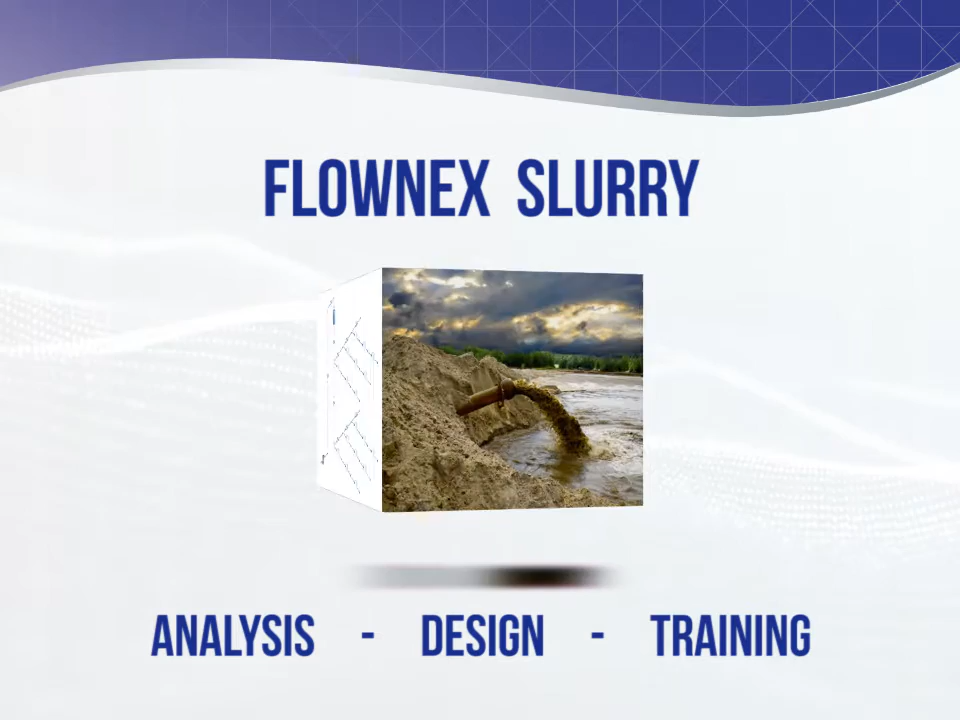 FLOWNEX SLURRY
ANALYSIS - DESIGN - TRAINING